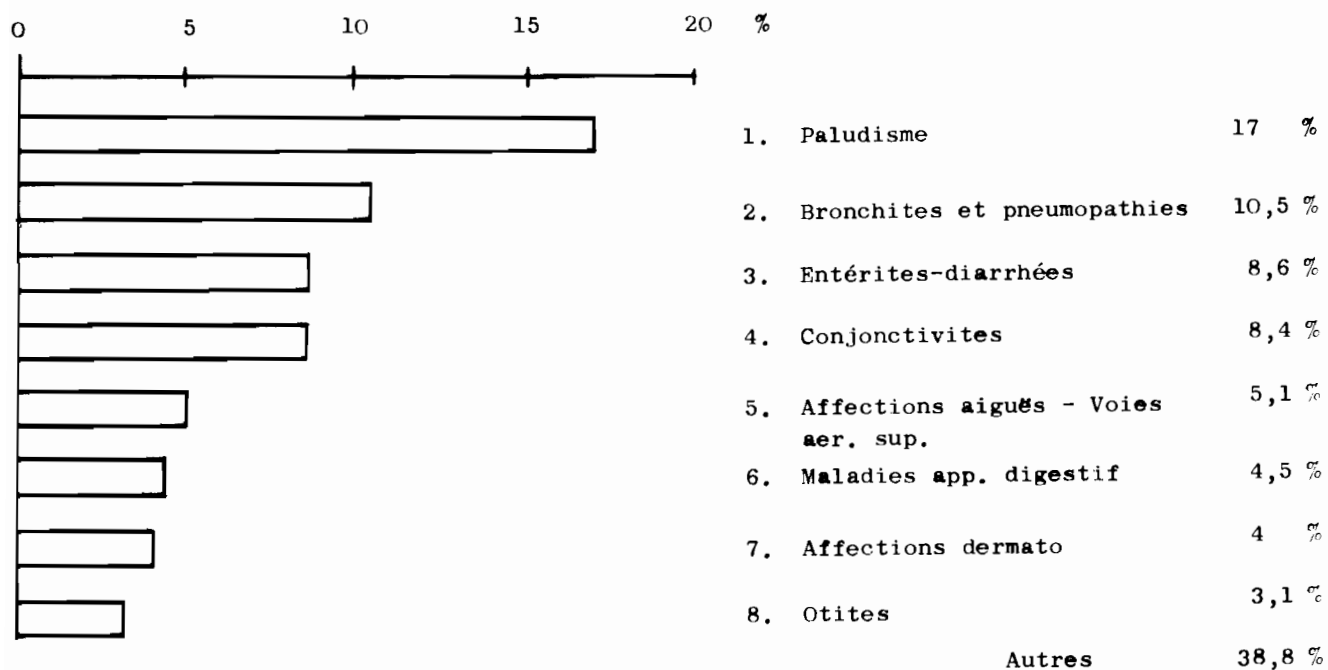 0 5 10 15 20 %
1. Paludisme 17 %
2. Bronchites et pneumopathies 10,5 %
3. Entérites-diarrhées 8,6 %
4. Conjonctivites 8,4 %
5. Affections aiguës - Voies 5,1 %
aer. sup.
6. Maladies app. digestif 4,5 %
7. Affections dermato 4 %
8. Otites 3,1 %
Autres 38,8 %